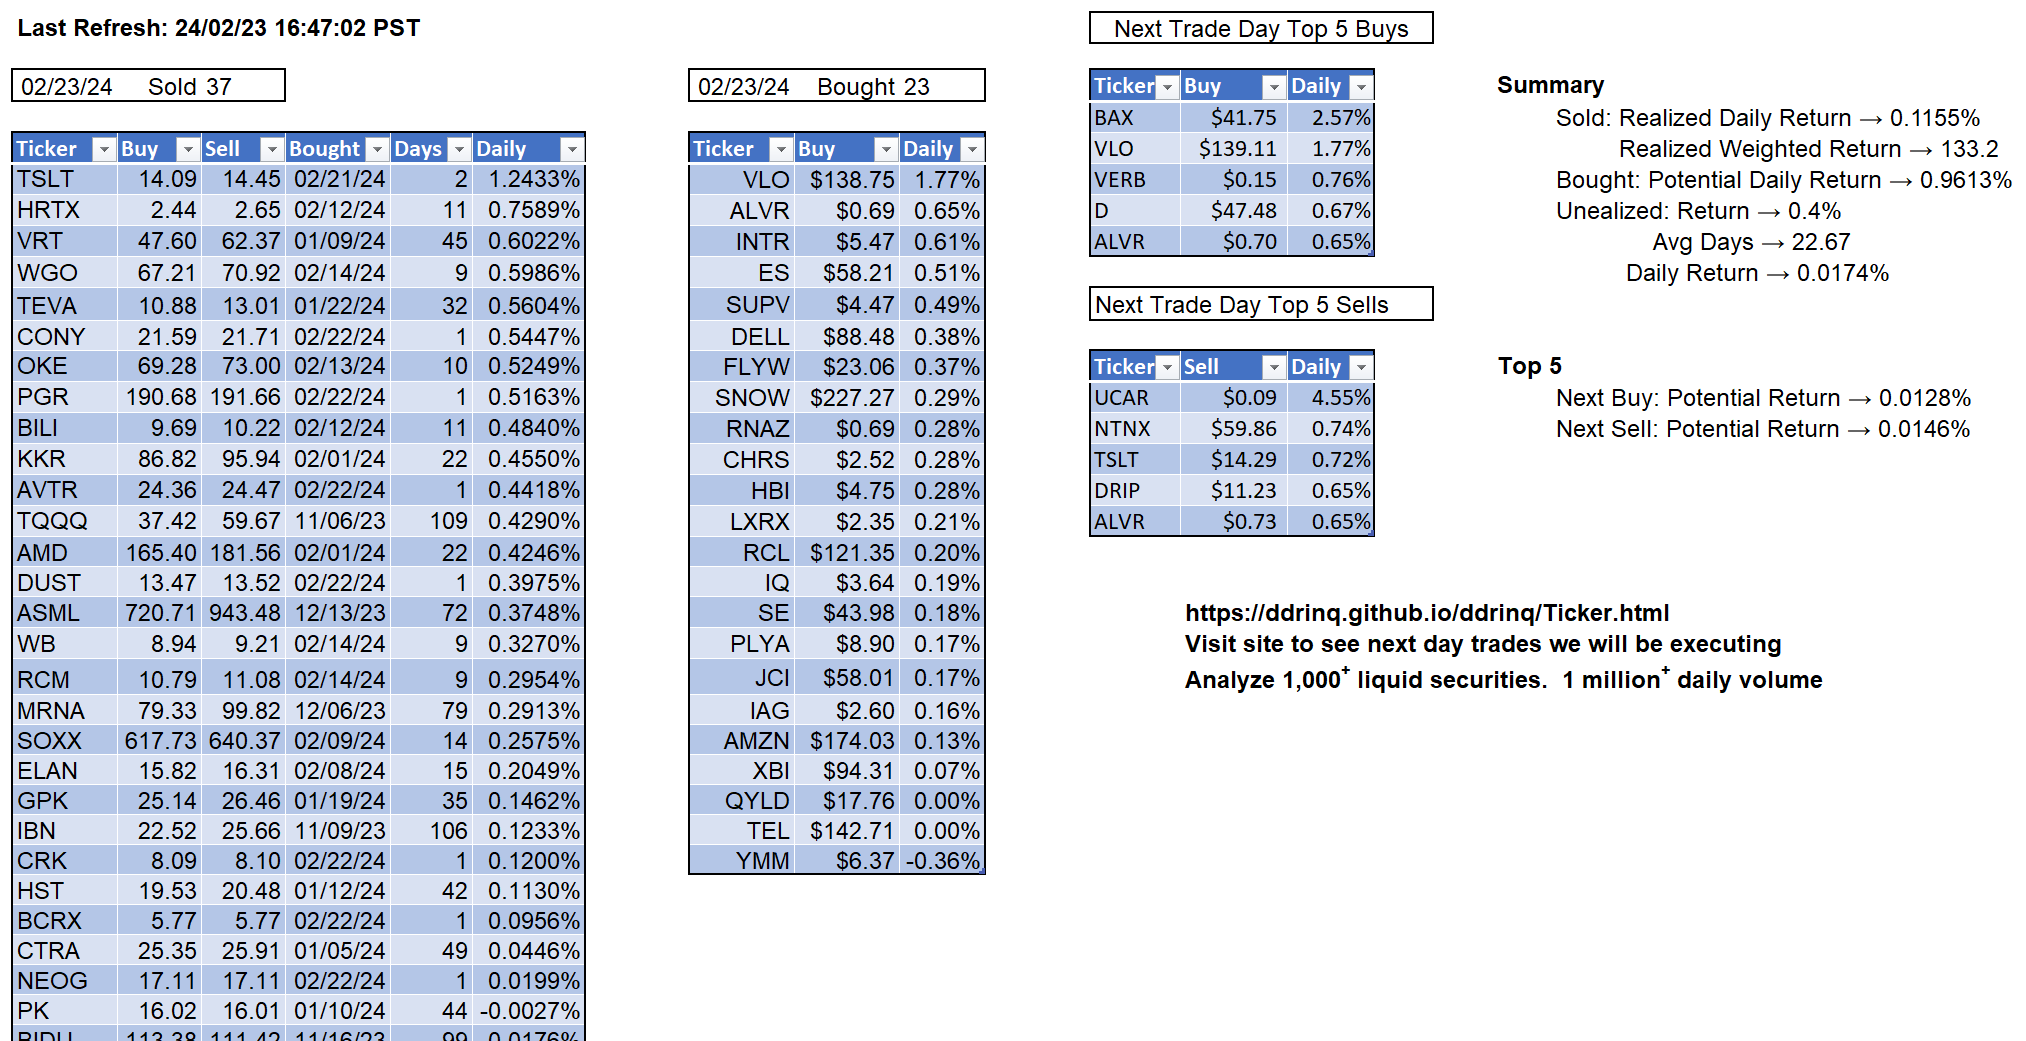 Last Refresh: 24/02/23 16:47:02 PST
02/23/24 Sold 37
Ticker Buy Sell Bought Days Daily
TSLT 14.09 14.45 02/21/24 2 1.2433%
HRTX 2.44 2.65 02/12/24 11 0.7589%
VRT 47.60 62.37 01/09/24 45 0.6022%
WGO 67.21 70.92 02/14/24 9 0.5986%
TEVA 10.88 13.01 01/22/24 32 0.5604%
CONY 21.59 21.71 02/22/24 1 0.5447%
OKE 69.28 73.00 02/13/24 10 0.5249%
PGR 190.68 191.66 02/22/24 1 0.5163%
BILI 9.69 10.22 02/12/24 11 0.4840%
KKR 86.82 95.94 02/01/24 22 0.4550%
AVTR 24.36 24.47 02/22/24 1 0.4418%
TQQQ 37.42 59.67 11/06/23 109 0.4290%
AMD 165.40 181.56 02/01/24 22 0.4246%
DUST 13.47 13.52 02/22/24 1 0.3975%
ASML 720.71 943.48 12/13/23 72 0.3748%
WB 8.94 9.21 02/14/24 9 0.3270%
RCM 10.79 11.08 02/14/24 9 0.2954%
MRNA 79.33 99.82 12/06/23 79 0.2913%
SOXX 617.73 640.37 02/09/24 14 0.2575%
ELAN 15.82 16.31 02/08/24 15 0.2049%
GPK 25.14 26.46 01/19/24 35 0.1462%
IBN 22.52 25.66 11/09/23 106 0.1233%
CRK 8.09 8.10 02/22/24 1 0.1200%
HST 19.53 20.48 01/12/24 42 0.1130%
BCRX 5.77 5.77 02/22/24 1 0.0956%
CTRA 25.35 25.91 01/05/24 49 0.0446%
NEOG 17.11 17.11 02/22/24 1 0.0199%
PK 16.02 16.01 01/10/24 44 -0.0027%
BIDU 113.38 111.42 11/16/23 99
02/23/24 Bought 23
Ticker Buy Daily
VLO $138.75 1.77%
ALVR $0.69 0.65%
INTR $5.47 0.61%
ES $58.21 0.51%
SUPV $4.47 0.49%
DELL $88.48 0.38%
FLYW $23.06 0.37%
SNOW $227.27 0.29%
RNAZ $0.69 0.28%
CHRS $2.52 0.28%
HBI $4.75 0.28%
LXRX $2.35 0.21%
RCL $121.35 0.20%
IQ $3.64 0.19%
SE $43.98 0.18%
PLYA $8.90 0.17%
JCI $58.01 0.17%
IAG $2.60 0.16%
AMZN $174.03 0.13%
XBI $94.31 0.07%
QYLD $17.76 0.00%
TEL $142.71 0.00%
YMM $6.37 -0.36%
Next Trade Day Top 5 Buys
Ticker Buy Daily
BAX $41.75 2.57%
VLO $139.11 1.77%
VERB $0.15 0.76%
D $47.48 0.67%
ALVR $0.70 0.65%
Next Trade Day Top 5 Sells
Ticker Sell Daily
UCAR $0.09 4.55%
NTNX $59.86 0.74%
TSLT $14.29 0.72%
DRIP $11.23 0.65%
ALVR $0.73 0.65%
Summary
Sold: Realized Daily Return → 0.1155%
Realized Weighted Return → 133.2
Bought: Potential Daily Return → 0.9613%
Unealized: Return → 0.4%
Avg Days → 22.67
Daily Return → 0.0174%
Top 5
Next Buy: Potential Return → 0.0128%
Next Sell: Potential Return → 0.0146%
https://ddrinq.github.io/ddrinq/Ticker.html
Visit site to see next day trades we will be executing
Analyze 1,000+ liquid securities. 1 million+ daily volume